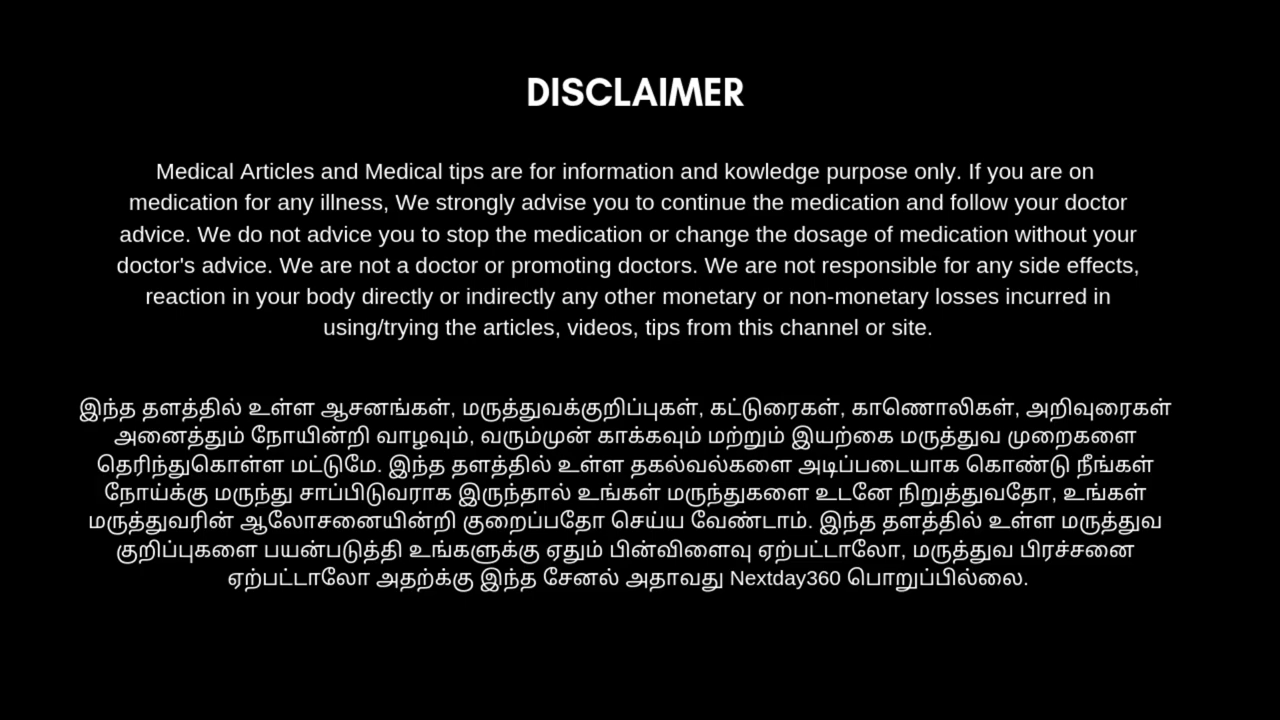 DISCLAIMER
Medical Articles and Medical tips are for information and kowledge purpose only. If you are on
medication for any illness, We strongly advise you to continue the medication and follow your doctor
advice. We do not advice you to stop the medication or change the dosage of medication without your
doctor's advice. We are not a doctor or promoting doctors. We are not responsible for any side effects,
reaction in your body directly or indirectly any other monetary or non-monetary losses incurred in
using/trying the articles, videos, tips from this channel or site.
இந்த தளத்தில் உள்ள ஆசனங்கள், மருத்துவக்குறிப்புகள், கட்டுரைகள், காணொலிகள், அறிவுரைகள்
அனைத்தும் நோயின்றி வாழவும், வரும்முன் காக்கவும் மற்றும் இயற்கை மருத்துவ முறைகளை
தெரிந்துகொள்ள மட்டுமே. இந்த தளத்தில் உள்ள தகல்வல்களை அடிப்படையாக கொண்டு நீங்கள்
நோய்க்கு மருந்து சாப்பிடுவராக இருந்தால் உங்கள் மருந்துகளை உடனே நிறுத்துவதோ, உங்கள்
மருத்துவரின் ஆலோசனையின்றி குறைப்பதோ செய்ய வேண்டாம். இந்த தளத்தில் உள்ள மருத்துவ
குறிப்புகளை பயன்படுத்தி உங்களுக்கு ஏதும் பின்விளைவு ஏற்பட்டாலோ, மருத்துவ பிரச்சனை
ஏற்பட்டாலோ அதற்க்கு இந்த சேனல் அதாவது Nextday360 பொறுப்பில்லை.